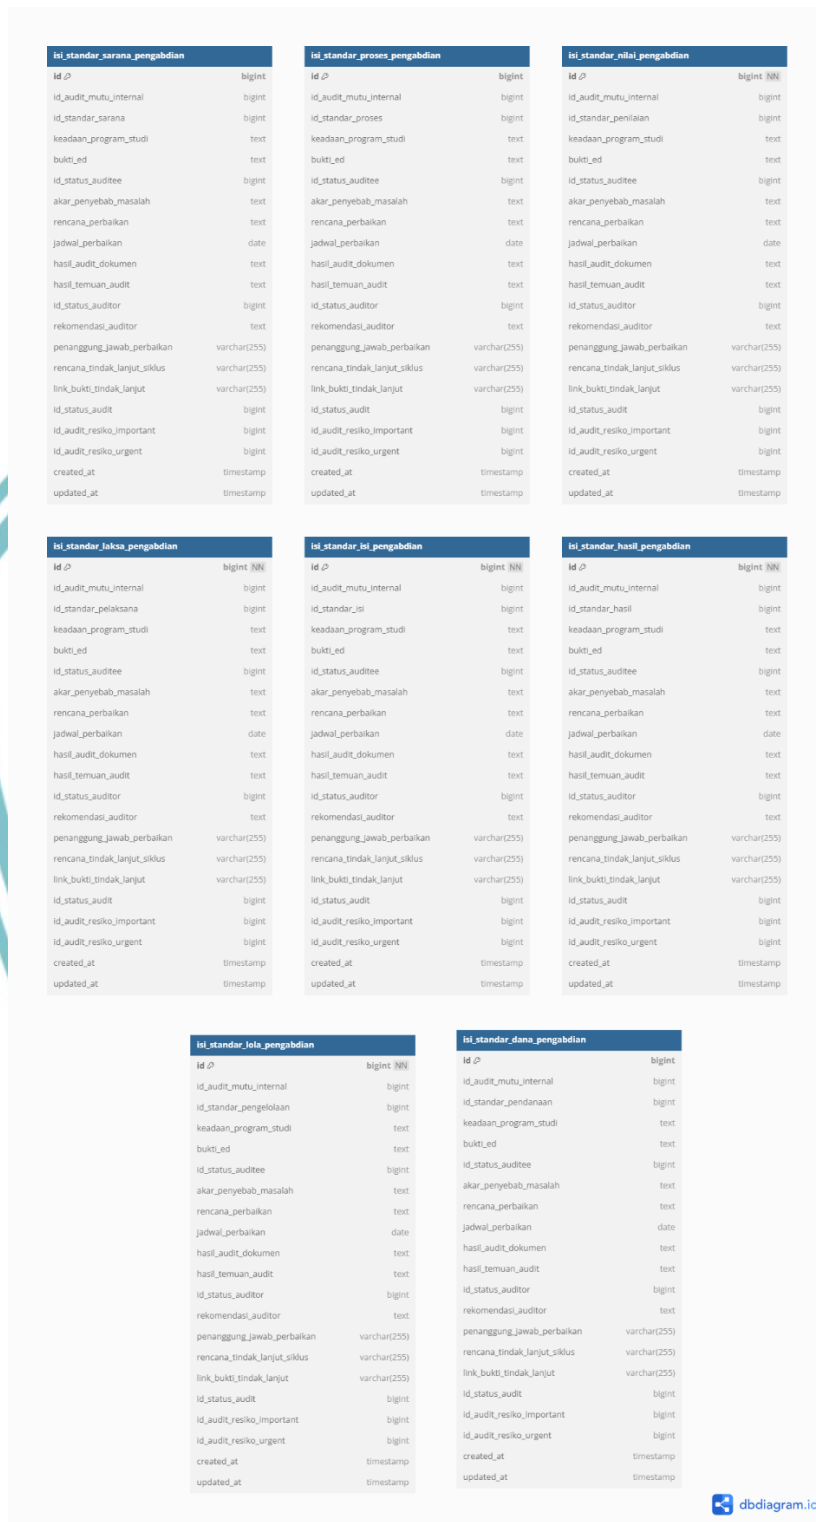 isi_standar_sarana_pengabdian
id bigint
id_audit_mutu_internal bigint
id_standar_sarana bigint
keadaan_program_studi text
bukti_ed text
id_status_auditee bigint
akar_penyebab_masalah text
rencana_perbaikan text
jadwal_perbaikan date
hasil_audit_dokumen text
hasil_temuan_audit text
id_status_auditor bigint
rekomendasi_auditor text
penanggung_jawab_perbaikan varchar(255)
rencana_tindak_lanjut_siklus varchar(255)
link_bukti_tindak_lanjut varchar(255)
id_status_audit bigint
id_audit_resiko_important bigint
id_audit_resiko_urgent bigint
created_at timestamp
updated_at timestamp
isi_standar_proses_pengabdian
id bigint
id_audit_mutu_internal bigint
id_standar_proses bigint
keadaan_program_studi text
bukti_ed text
id_status_auditee bigint
akar_penyebab_masalah text
rencana_perbaikan text
jadwal_perbaikan date
hasil_audit_dokumen text
hasil_temuan_audit text
id_status_auditor bigint
rekomendasi_auditor text
penanggung_jawab_perbaikan varchar(255)
rencana_tindak_lanjut_siklus varchar(255)
link_bukti_tindak_lanjut varchar(255)
id_status_audit bigint
id_audit_resiko_important bigint
id_audit_resiko_urgent bigint
created_at timestamp
updated_at timestamp
isi_standar_nilai_pengabdian
id bigint NN
id_audit_mutu_internal bigint
id_standar_penilaian bigint
keadaan_program_studi text
bukti_ed text
id_status_auditee bigint
akar_penyebab_masalah text
rencana_perbaikan text
jadwal_perbaikan date
hasil_audit_dokumen text
hasil_temuan_audit text
id_status_auditor bigint
rekomendasi_auditor text
penanggung_jawab_perbaikan varchar(255)
rencana_tindak_lanjut_siklus varchar(255)
link_bukti_tindak_lanjut varchar(255)
id_status_audit bigint
id_audit_resiko_important bigint
id_audit_resiko_urgent bigint
created_at timestamp
updated_at timestamp
isi_standar_laksa_pengabdian
id bigint NN
id_audit_mutu_internal bigint
id_standar_pelaksana bigint
keadaan_program_studi text
bukti_ed text
id_status_auditee bigint
akar_penyebab_masalah text
rencana_perbaikan text
jadwal_perbaikan date
hasil_audit_dokumen text
hasil_temuan_audit text
id_status_auditor bigint
rekomendasi_auditor text
penanggung_jawab_perbaikan varchar(255)
rencana_tindak_lanjut_siklus varchar(255)
link_bukti_tindak_lanjut varchar(255)
id_status_audit bigint
id_audit_resiko_important bigint
id_audit_resiko_urgent bigint
created_at timestamp
updated_at timestamp
isi_standar_isi_pengabdian
id bigint NN
id_audit_mutu_internal bigint
id_standar_isi bigint
keadaan_program_studi text
bukti_ed text
id_status_auditee bigint
akar_penyebab_masalah text
rencana_perbaikan text
jadwal_perbaikan date
hasil_audit_dokumen text
hasil_temuan_audit text
id_status_auditor bigint
rekomendasi_auditor text
penanggung_jawab_perbaikan varchar(255)
rencana_tindak_lanjut_siklus varchar(255)
link_bukti_tindak_lanjut varchar(255)
id_status_audit bigint
id_audit_resiko_important bigint
id_audit_resiko_urgent bigint
created_at timestamp
updated_at timestamp
isi_standar_hasil_pengabdian
id bigint NN
id_audit_mutu_internal bigint
id_standar_hasil bigint
keadaan_program_studi text
bukti_ed text
id_status_auditee bigint
akar_penyebab_masalah text
rencana_perbaikan text
jadwal_perbaikan date
hasil_audit_dokumen text
hasil_temuan_audit text
id_status_auditor bigint
rekomendasi_auditor text
penanggung_jawab_perbaikan varchar(255)
rencana_tindak_lanjut_siklus varchar(255)
link_bukti_tindak_lanjut varchar(255)
id_status_audit bigint
id_audit_resiko_important bigint
id_audit_resiko_urgent bigint
created_at timestamp
updated_at timestamp
isi_standar_lola_pengabdian
id bigint NN
id_audit_mutu_internal bigint
id_standar_pengelolaan bigint
keadaan_program_studi text
bukti_ed text
id_status_auditee bigint
akar_penyebab_masalah text
rencana_perbaikan text
jadwal_perbaikan date
hasil_audit_dokumen text
hasil_temuan_audit text
id_status_auditor bigint
rekomendasi_auditor text
penanggung_jawab_perbaikan varchar(255)
rencana_tindak_lanjut_siklus varchar(255)
link_bukti_tindak_lanjut varchar(255)
id_status_audit bigint
id_audit_resiko_important bigint
id_audit_resiko_urgent bigint
created_at timestamp
updated_at timestamp
isi_standar_dana_pengabdian
id bigint
id_audit_mutu_internal bigint
id_standar_pendanaan bigint
keadaan_program_studi text
bukti_ed text
id_status_auditee bigint
akar_penyebab_masalah text
rencana_perbaikan text
jadwal_perbaikan date
hasil_audit_dokumen text
hasil_temuan_audit text
id_status_auditor bigint
rekomendasi_auditor text
penanggung_jawab_perbaikan varchar(255)
rencana_tindak_lanjut_siklus varchar(255)
link_bukti_tindak_lanjut varchar(255)
id_status_audit bigint
id_audit_resiko_important bigint
id_audit_resiko_urgent bigint
created_at timestamp
updated_at timestamp
dbdiagram.io